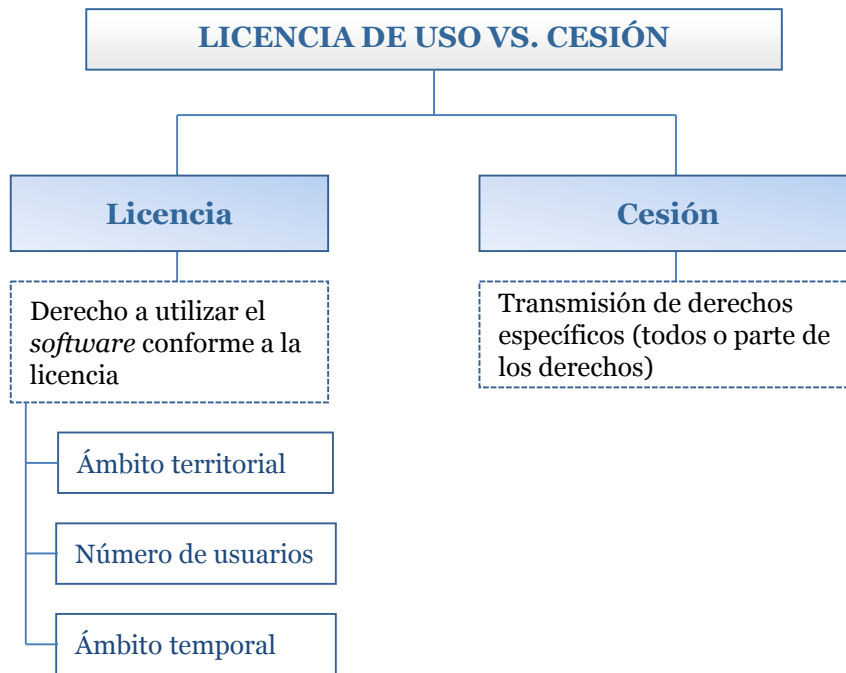 LICENCIA DE USO VS. CESIÓN
Licencia
Cesión
Derecho a utilizar el
software conforme a la
licencia
Transmisión de derechos
específicos (todos o parte de
los derechos)
Ámbito territorial
Número de usuarios
Ámbito temporal